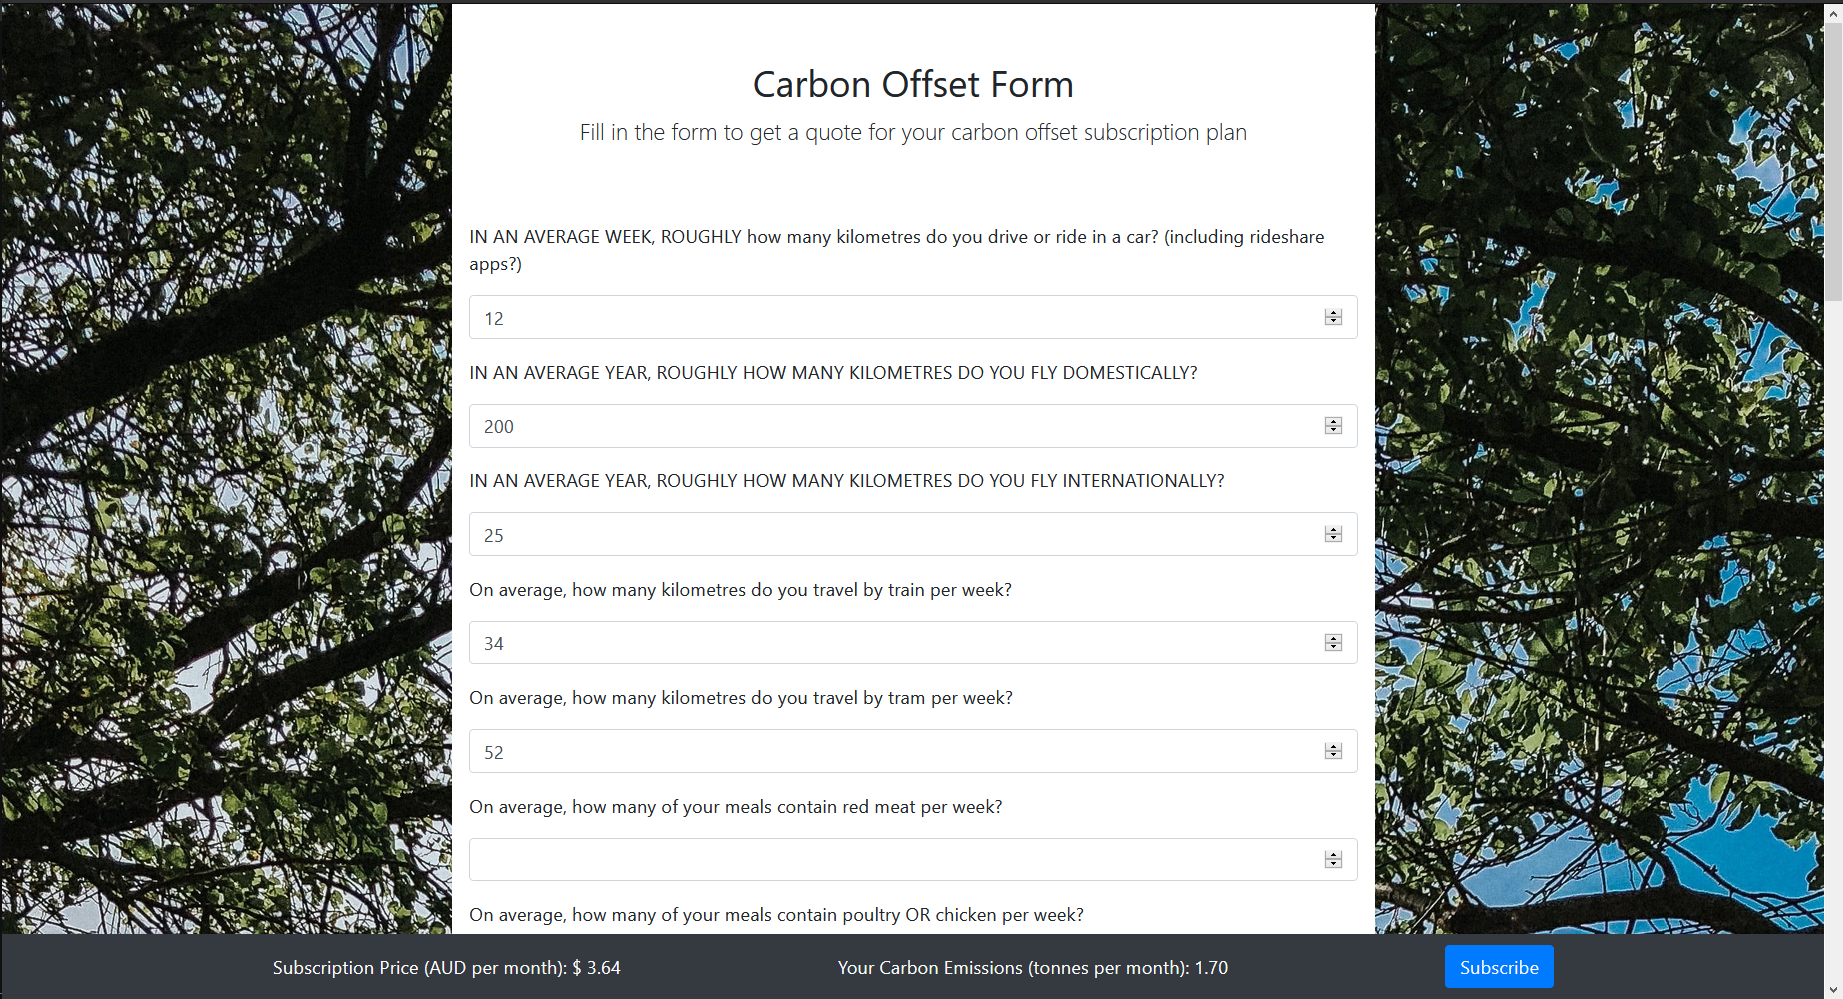 Carbon Offset Form
Fill in the form to get a quote for your carbon offset subscription plan
IN AN AVERAGE WEEK, ROUGHLY how many kilometres do you drive or ride in a car? (including rideshare
apps?)
12
IN AN AVERAGE YEAR, ROUGHLY HOW MANY KILOMETRES DO YOU FLY DOMESTICALLY?
200
IN AN AVERAGE YEAR, ROUGHLY HOW MANY KILOMETRES DO YOU FLY INTERNATIONALLY?
25
On average, how many kilometres do you travel by train per week?
34
On average, how many kilometres do you travel by tram per week?
52
On average, how many of your meals contain red meat per week?
On average, how many of your meals contain poultry OR chicken per week?
Subscription Price (AUD per month): $ 3.64
Your Carbon Emissions (tonnes per month): 1.70
Subscribe